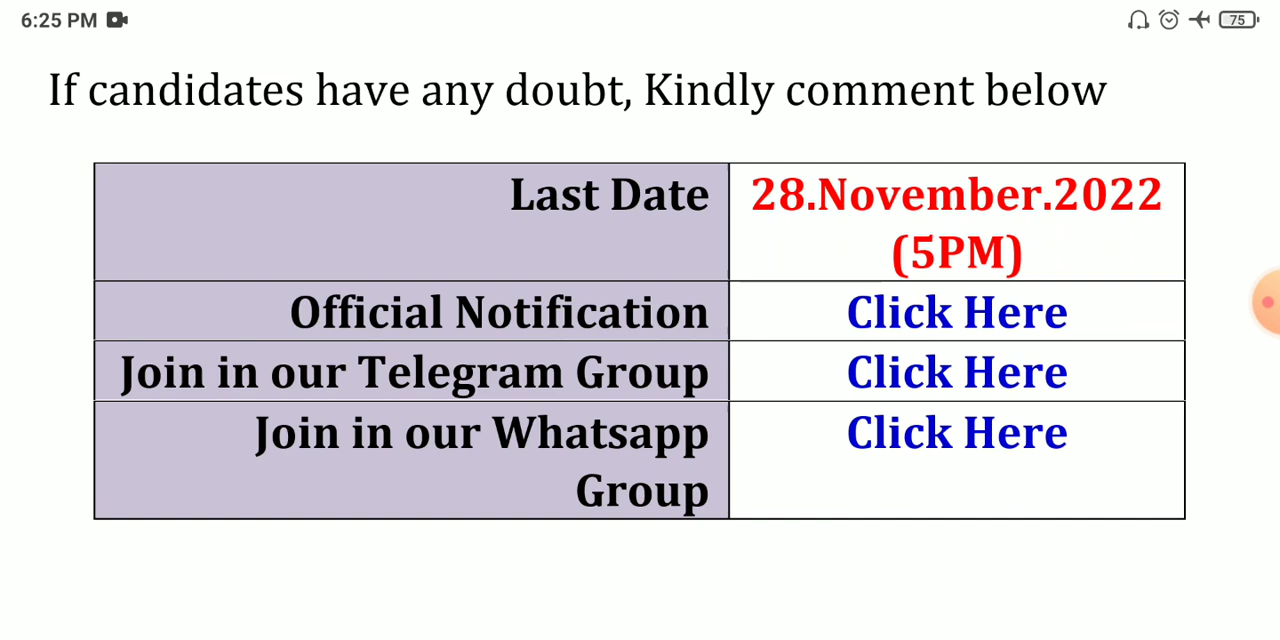 6:25 PM
75
If candidates have any doubt, Kindly comment below
Last Date 28.November.2022
(5PM)
Official Notification Click Here
Join in our Telegram Group Click Here
Join in our Whatsapp Click Here
Group